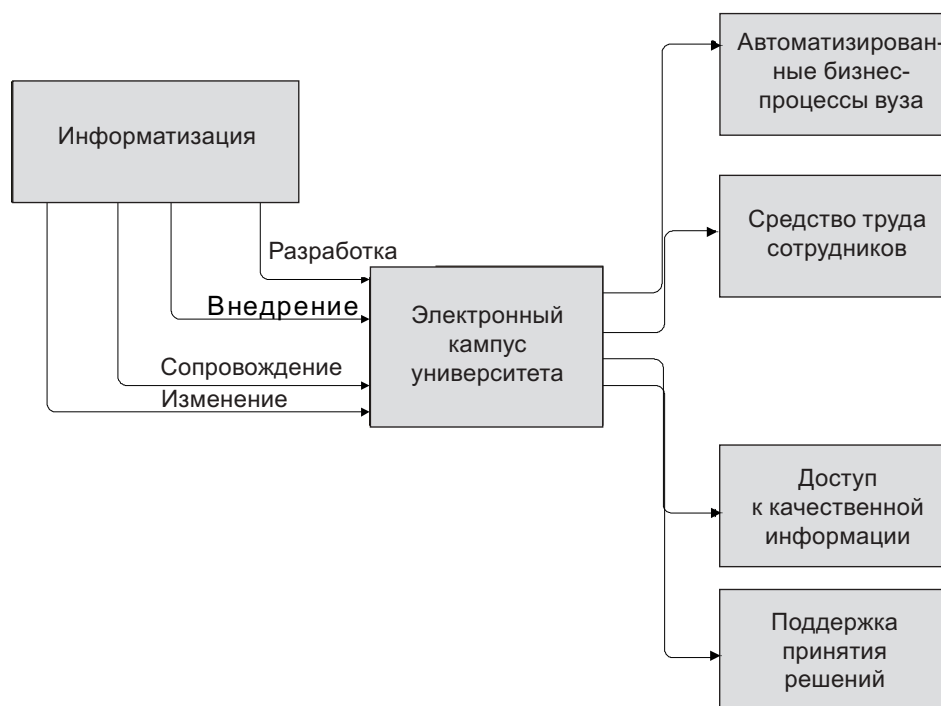 Информатизация
Разработка
Внедрение
Сопровождение
Изменение
Электронный
кампус
университета
Автоматизирован-
ные бизнес-
процессы вуза
Средство труда
сотрудников
Доступ
к качественной
информации
Поддержка
принятия
решений